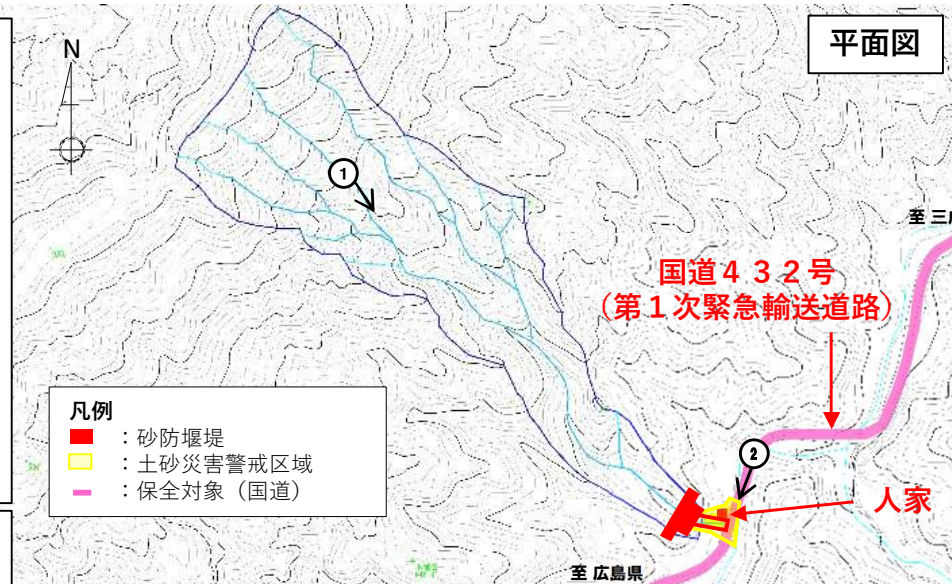 平面図
N
①
至 三
国道４３２号
（第１次緊急輸送道路）
凡例
：砂防堰堤
：土砂災害警戒区域
：保全対象（国道）
②
人家
至 広島県